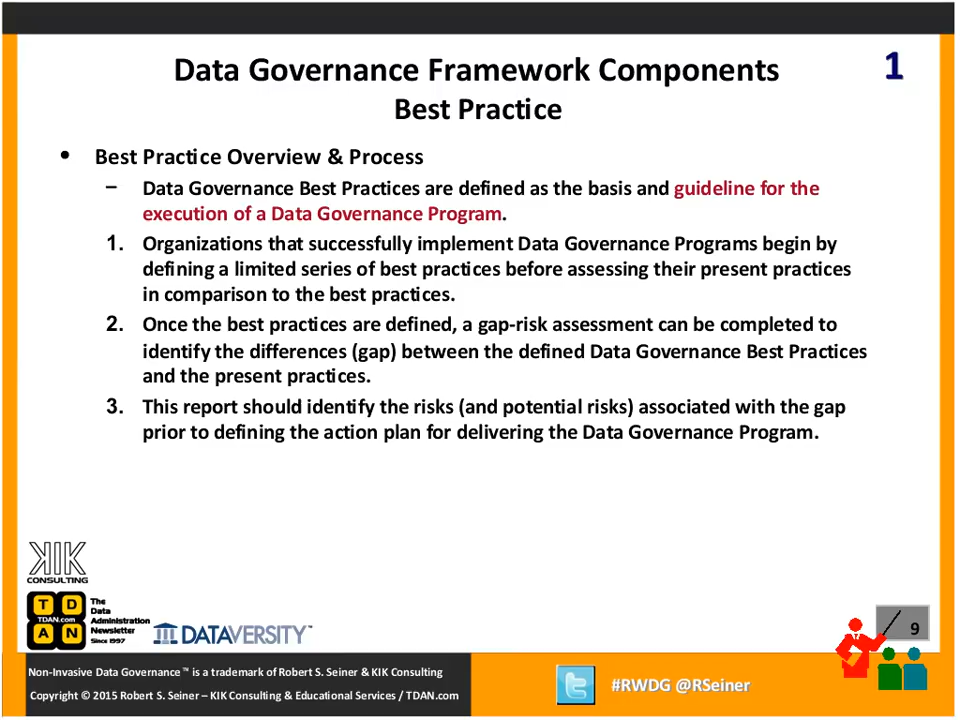 Data Governance Framework Components
1
Best Practice
• Best Practice Overview & Process
– Data Governance Best Practices are defined as the basis and guideline for the
execution of a Data Governance Program.
1. Organizations that successfully implement Data Governance Programs begin by
defining a limited series of best practices before assessing their present practices
in comparison to the best practices.
2. Once the best practices are defined, a gap-risk assessment can be completed to
identify the differences (gap) between the defined Data Governance Best Practices
and the present practices.
3. This report should identify the risks (and potential risks) associated with the gap
prior to defining the action plan for delivering the Data Governance Program.
KIK
CONSULTING
T D
TDAN.com
A N
The
Data
Administration
Newsletter
Since 1997
DATAVERSITY™
9
Non-Invasive Data Governance™ is a trademark of Robert S. Seiner & KIK Consulting
Copyright © 2015 Robert S. Seiner – KIK Consulting & Educational Services / TDAN.com
#RWDG @RSeiner